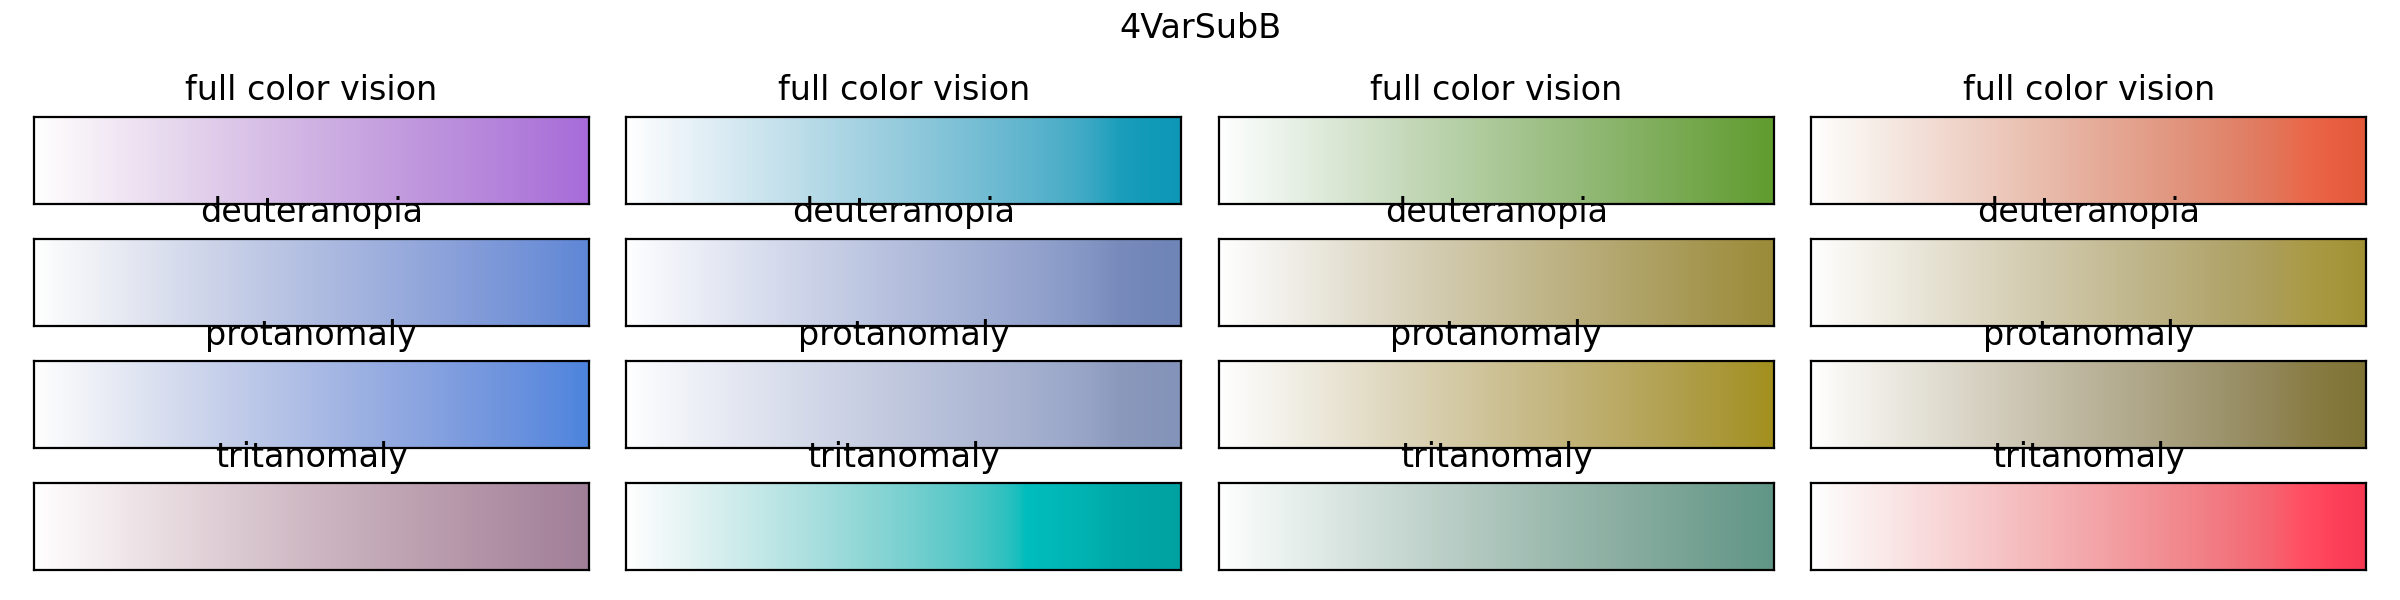 4VarSubB
full color vision full color vision full color vision full color vision
deuteranopia deuteranopia deuteranopia deuteranopia
protanomaly protanomaly protanomaly protanomaly
tritanomaly tritanomaly tritanomaly tritanomaly